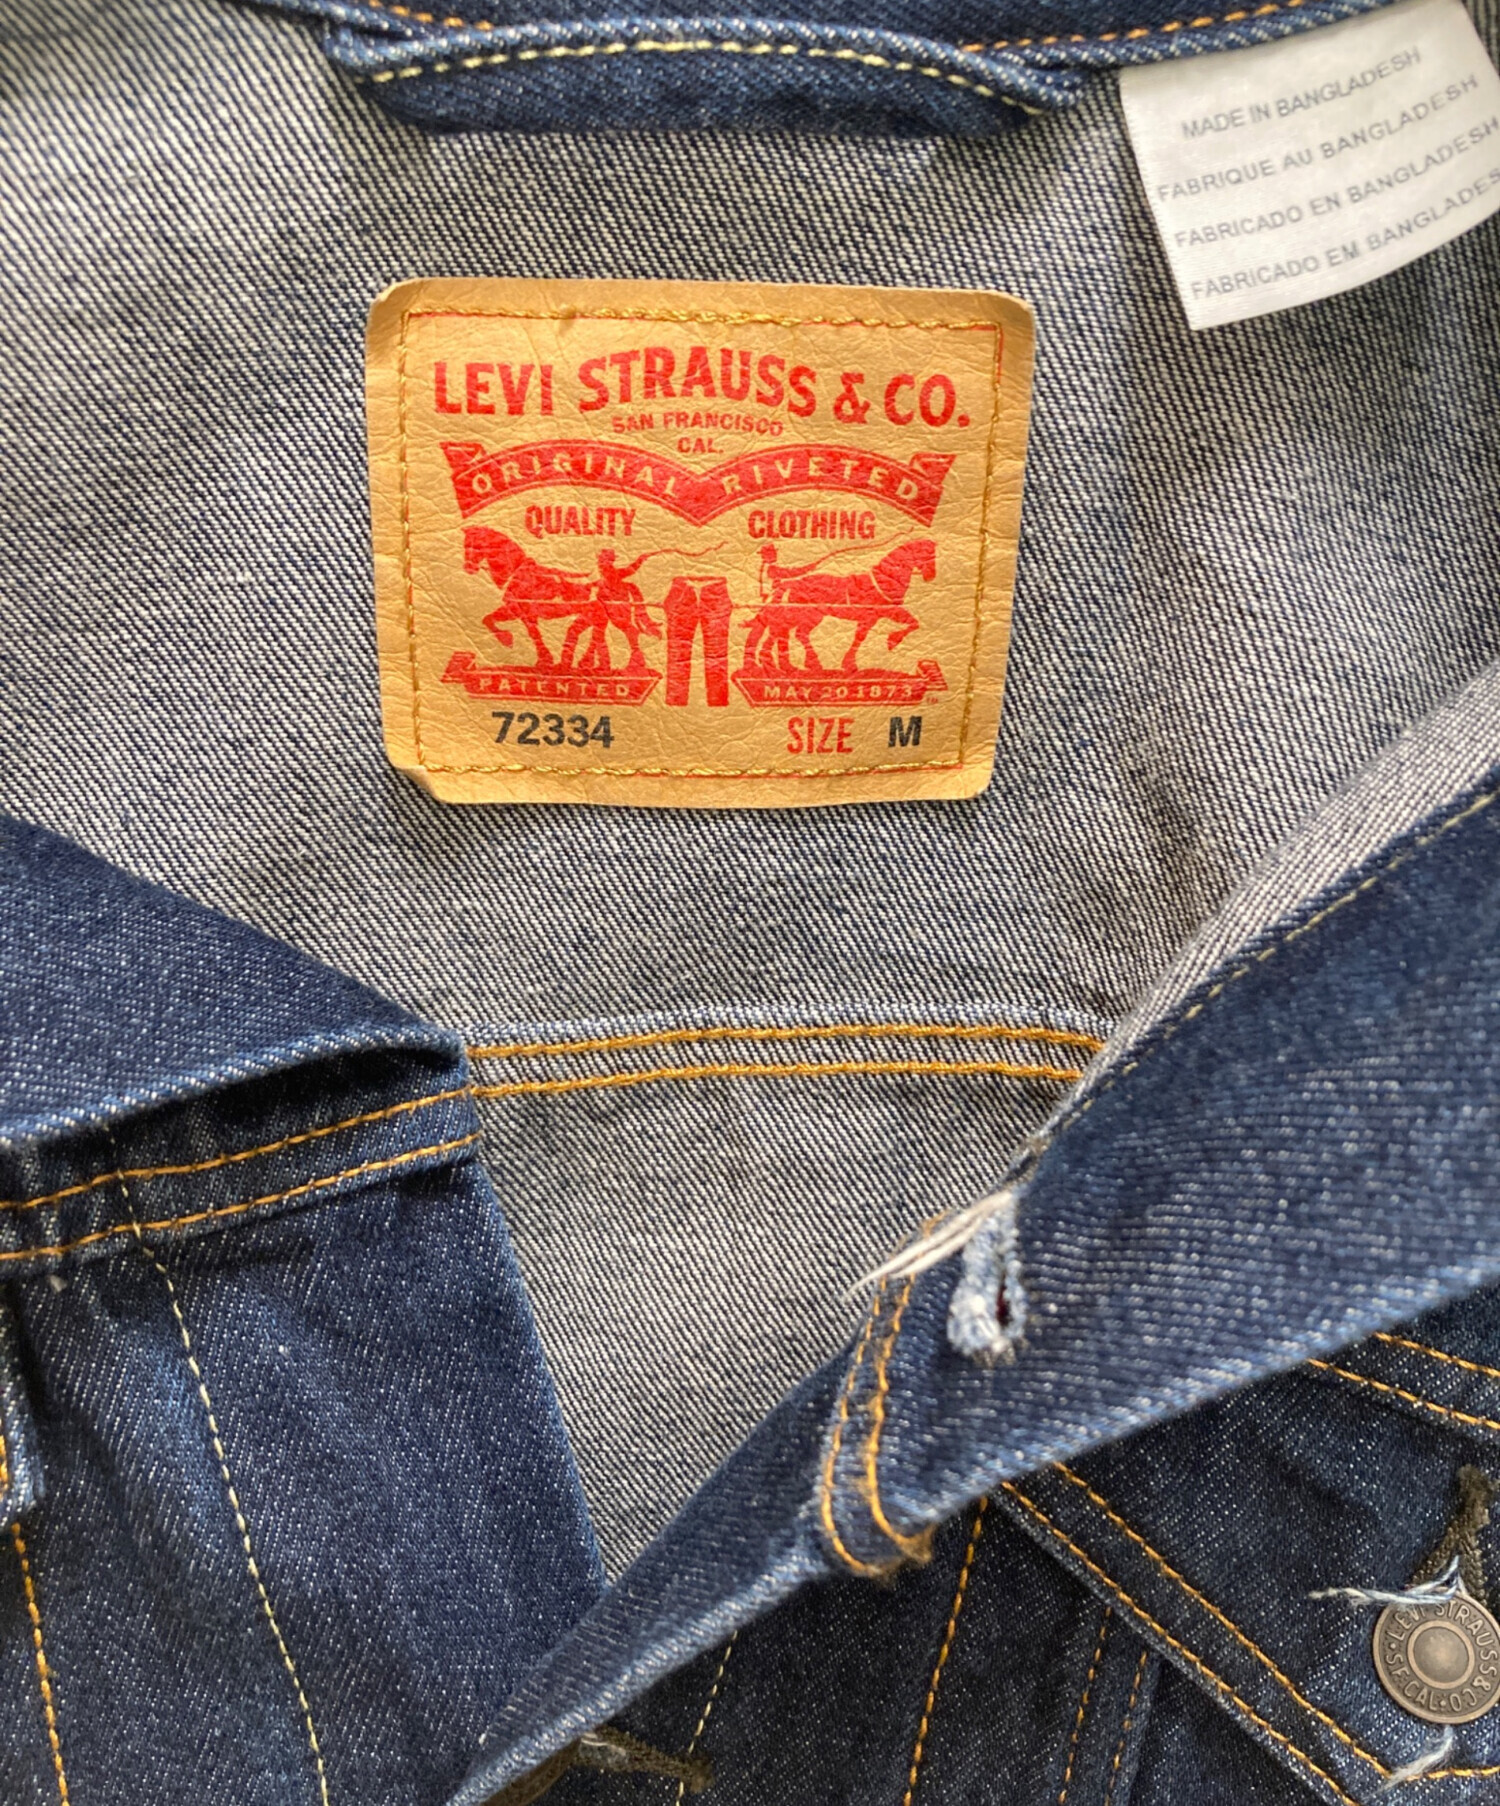 MADE IN BANGLADESH
FABRIQUE AU BANGLADESH
FABRICADO EN BANGLADESH
FABRICADO EM BANGLADES
LEVI STRAUSS & CO.
SAN FRANCISCO
CAL.
ORIGINAL RIVETED
QUALITY CLOTHING
PATENTED MAY 20 1873
72334 SIZE M
LEVI STRAUSS & CO
S.F. CAL.